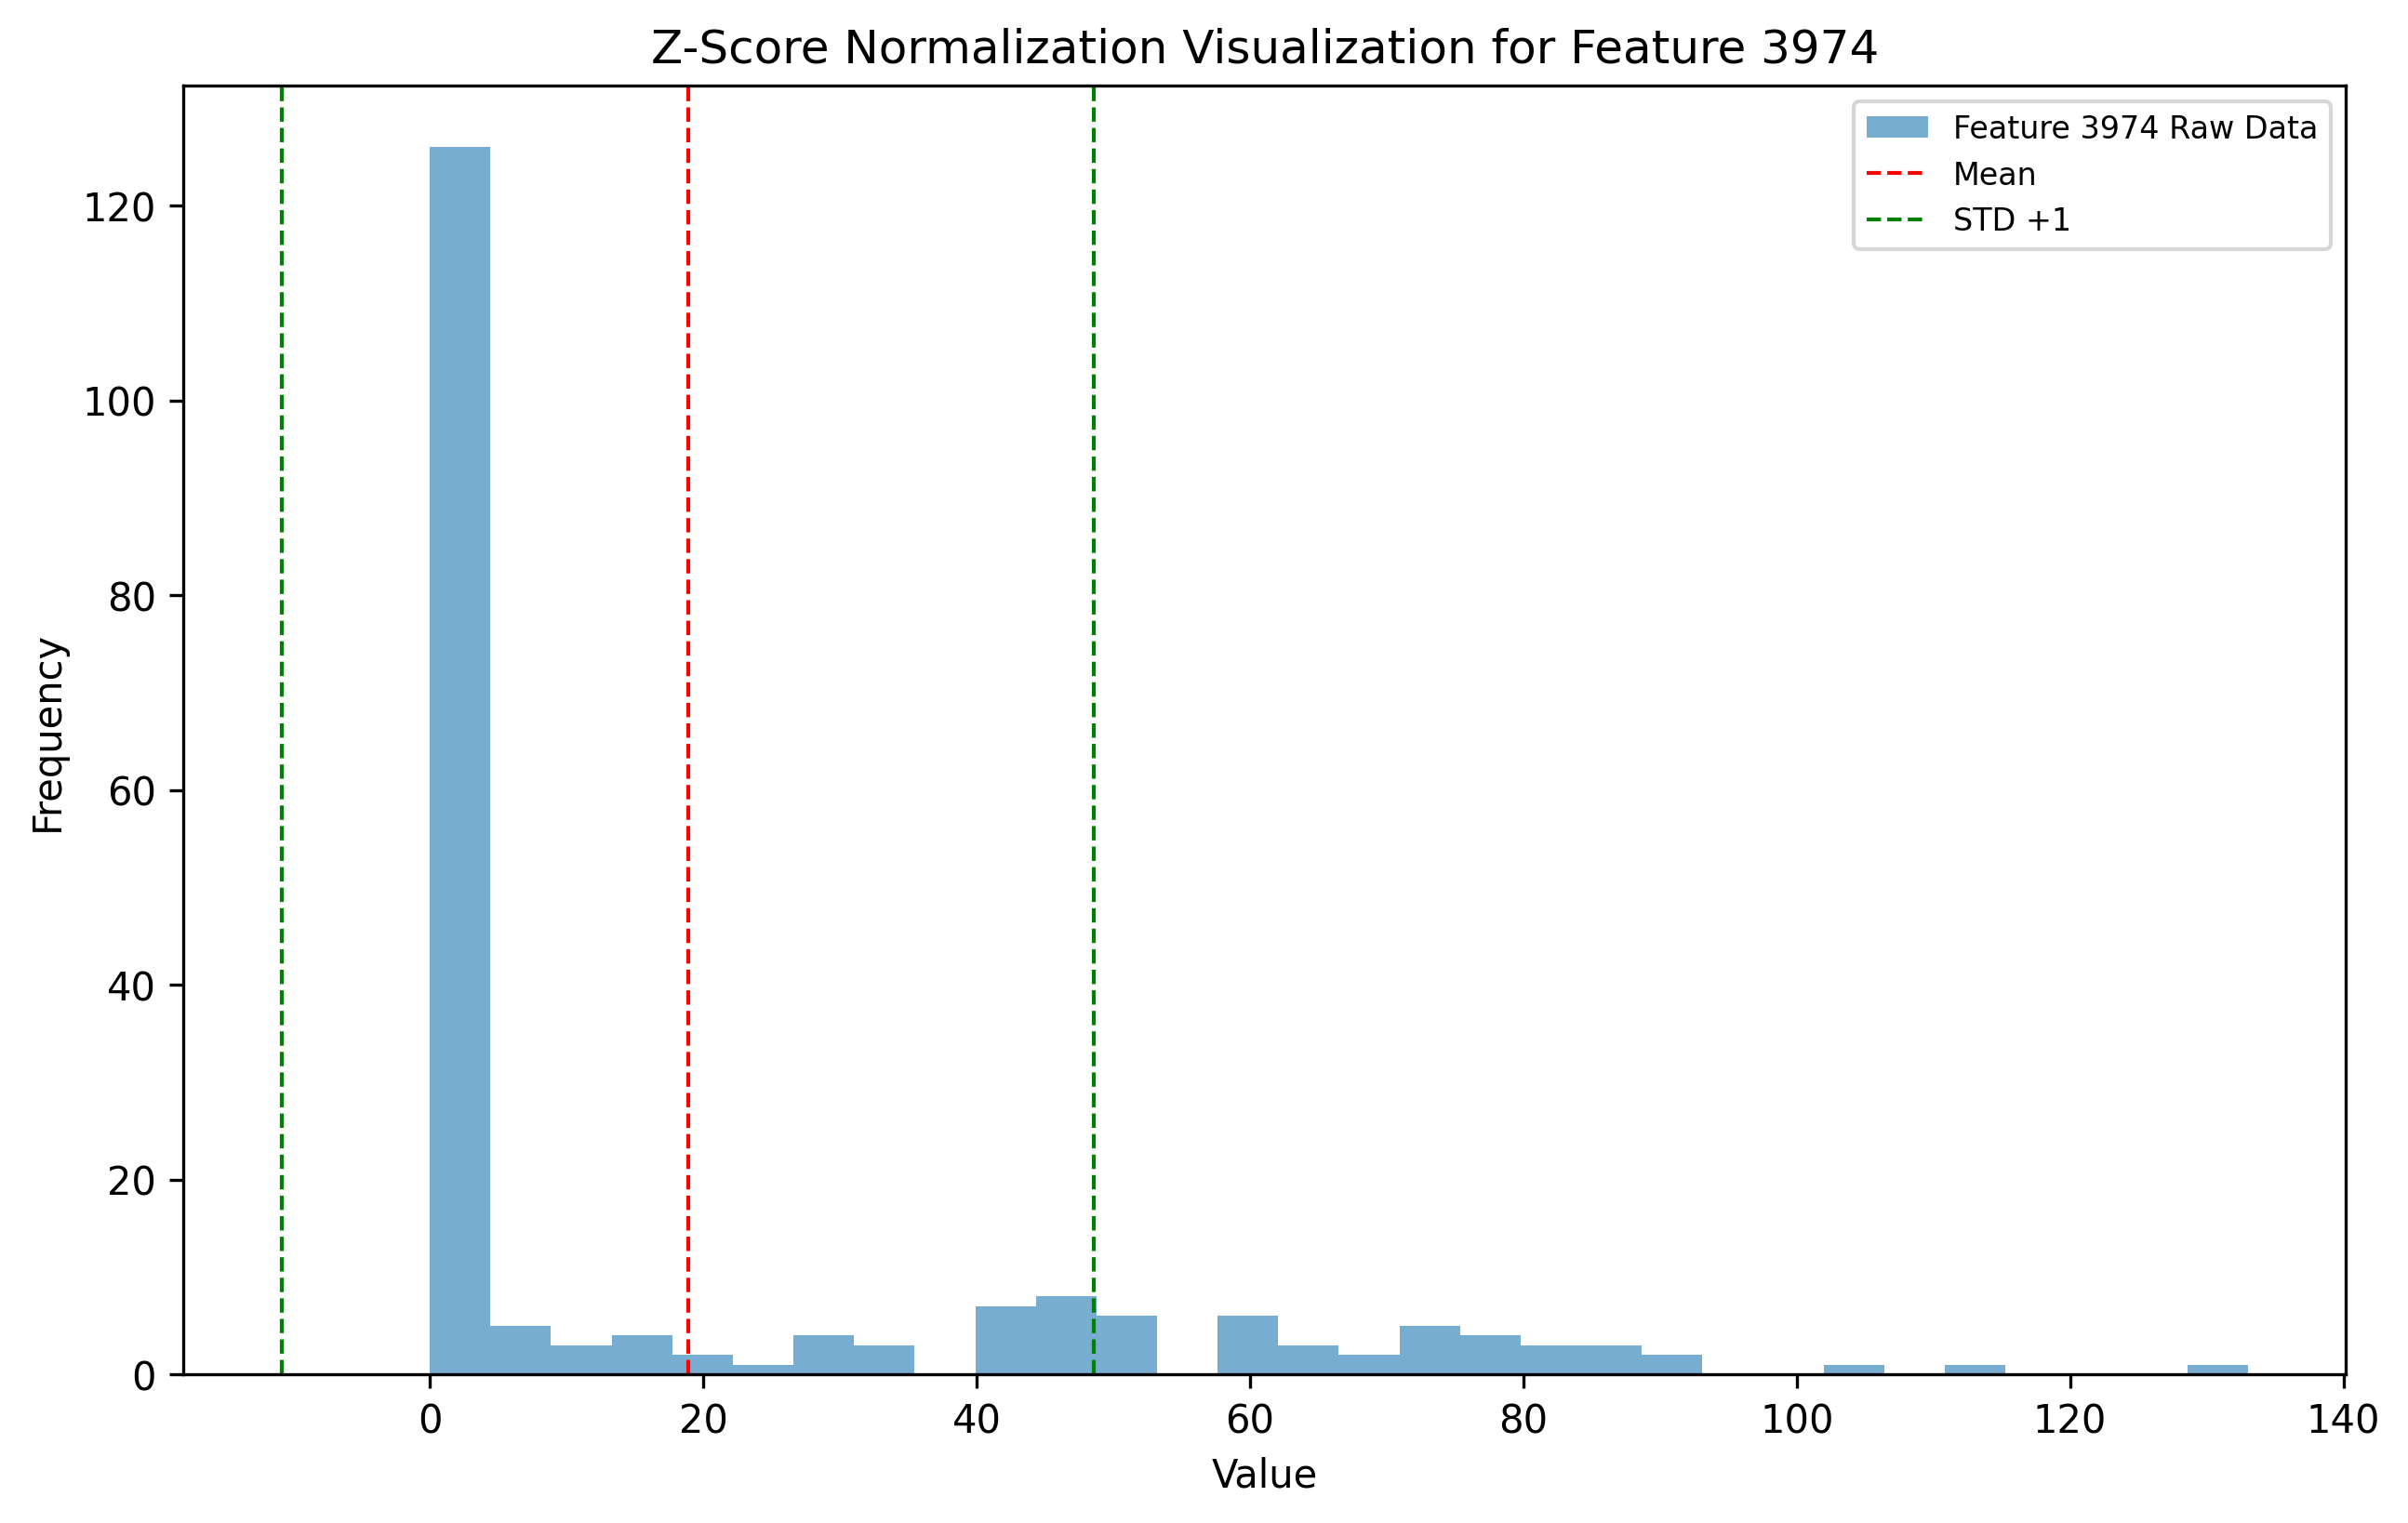 Z-Score Normalization Visualization for Feature 3974
Feature 3974 Raw Data
Mean
STD +1
Frequency
120
100
80
60
40
20
0
0 20 40 60 80 100 120 140
Value